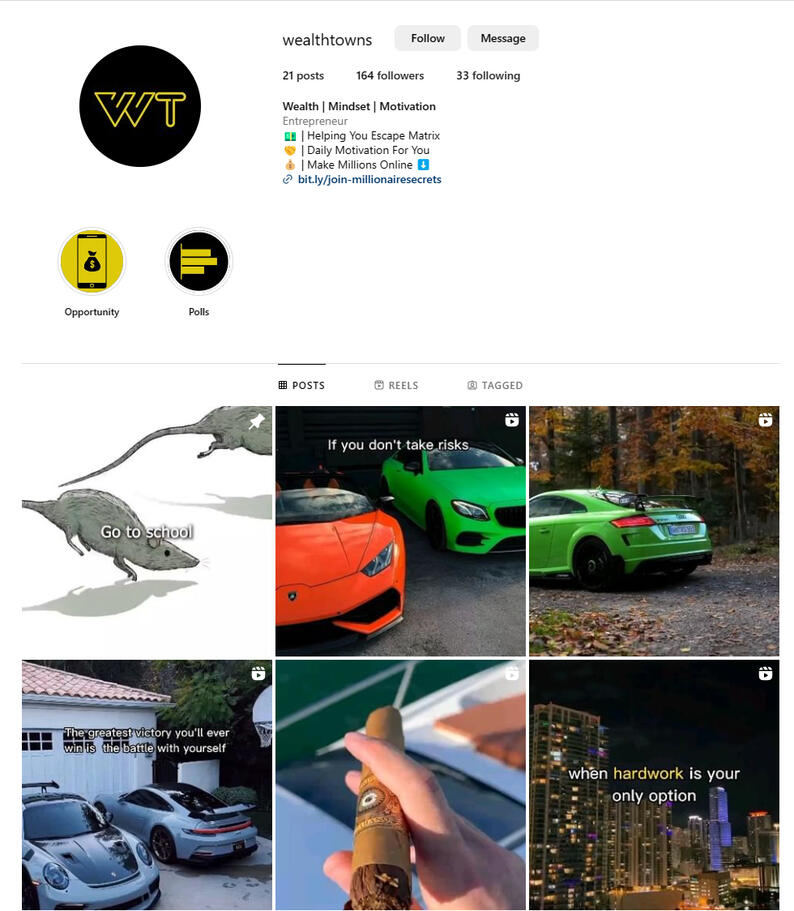 WT
wealthtowns Follow Message
21 posts 164 followers 33 following
Wealth | Mindset | Motivation
Entrepreneur
💵 | Helping You Escape Matrix
🤝 | Daily Motivation For You
💰 | Make Millions Online ⬇️
bit.ly/join-millionairesecrets
$
Opportunity Polls
POSTS REELS TAGGED
Go to school
If you don't take risks
The greatest victory you'll ever
win is the battle with yourself
when hardwork is your
only option